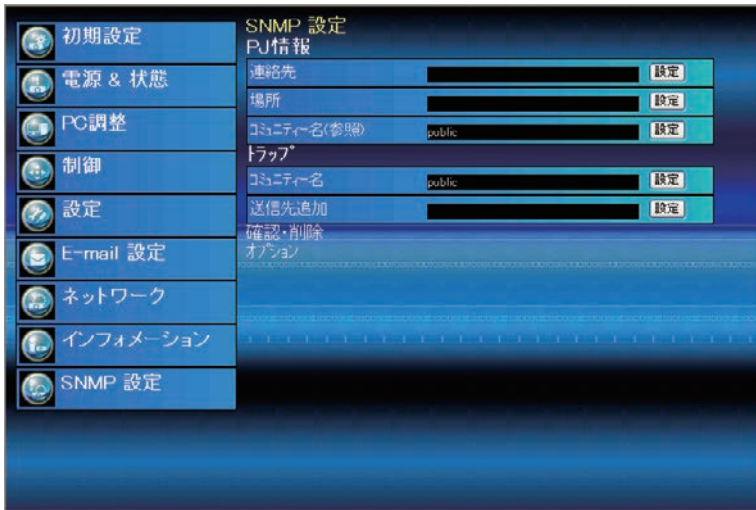 初期設定
電源 & 状態
PC調整
制御
設定
E-mail 設定
ネットワーク
インフォメーション
SNMP 設定
SNMP 設定
PJ情報
連絡先 設定
場所 設定
コミュニティー名(参照) public 設定
トラップ
コミュニティー名 public 設定
送信先追加 設定
確認・削除
オプション